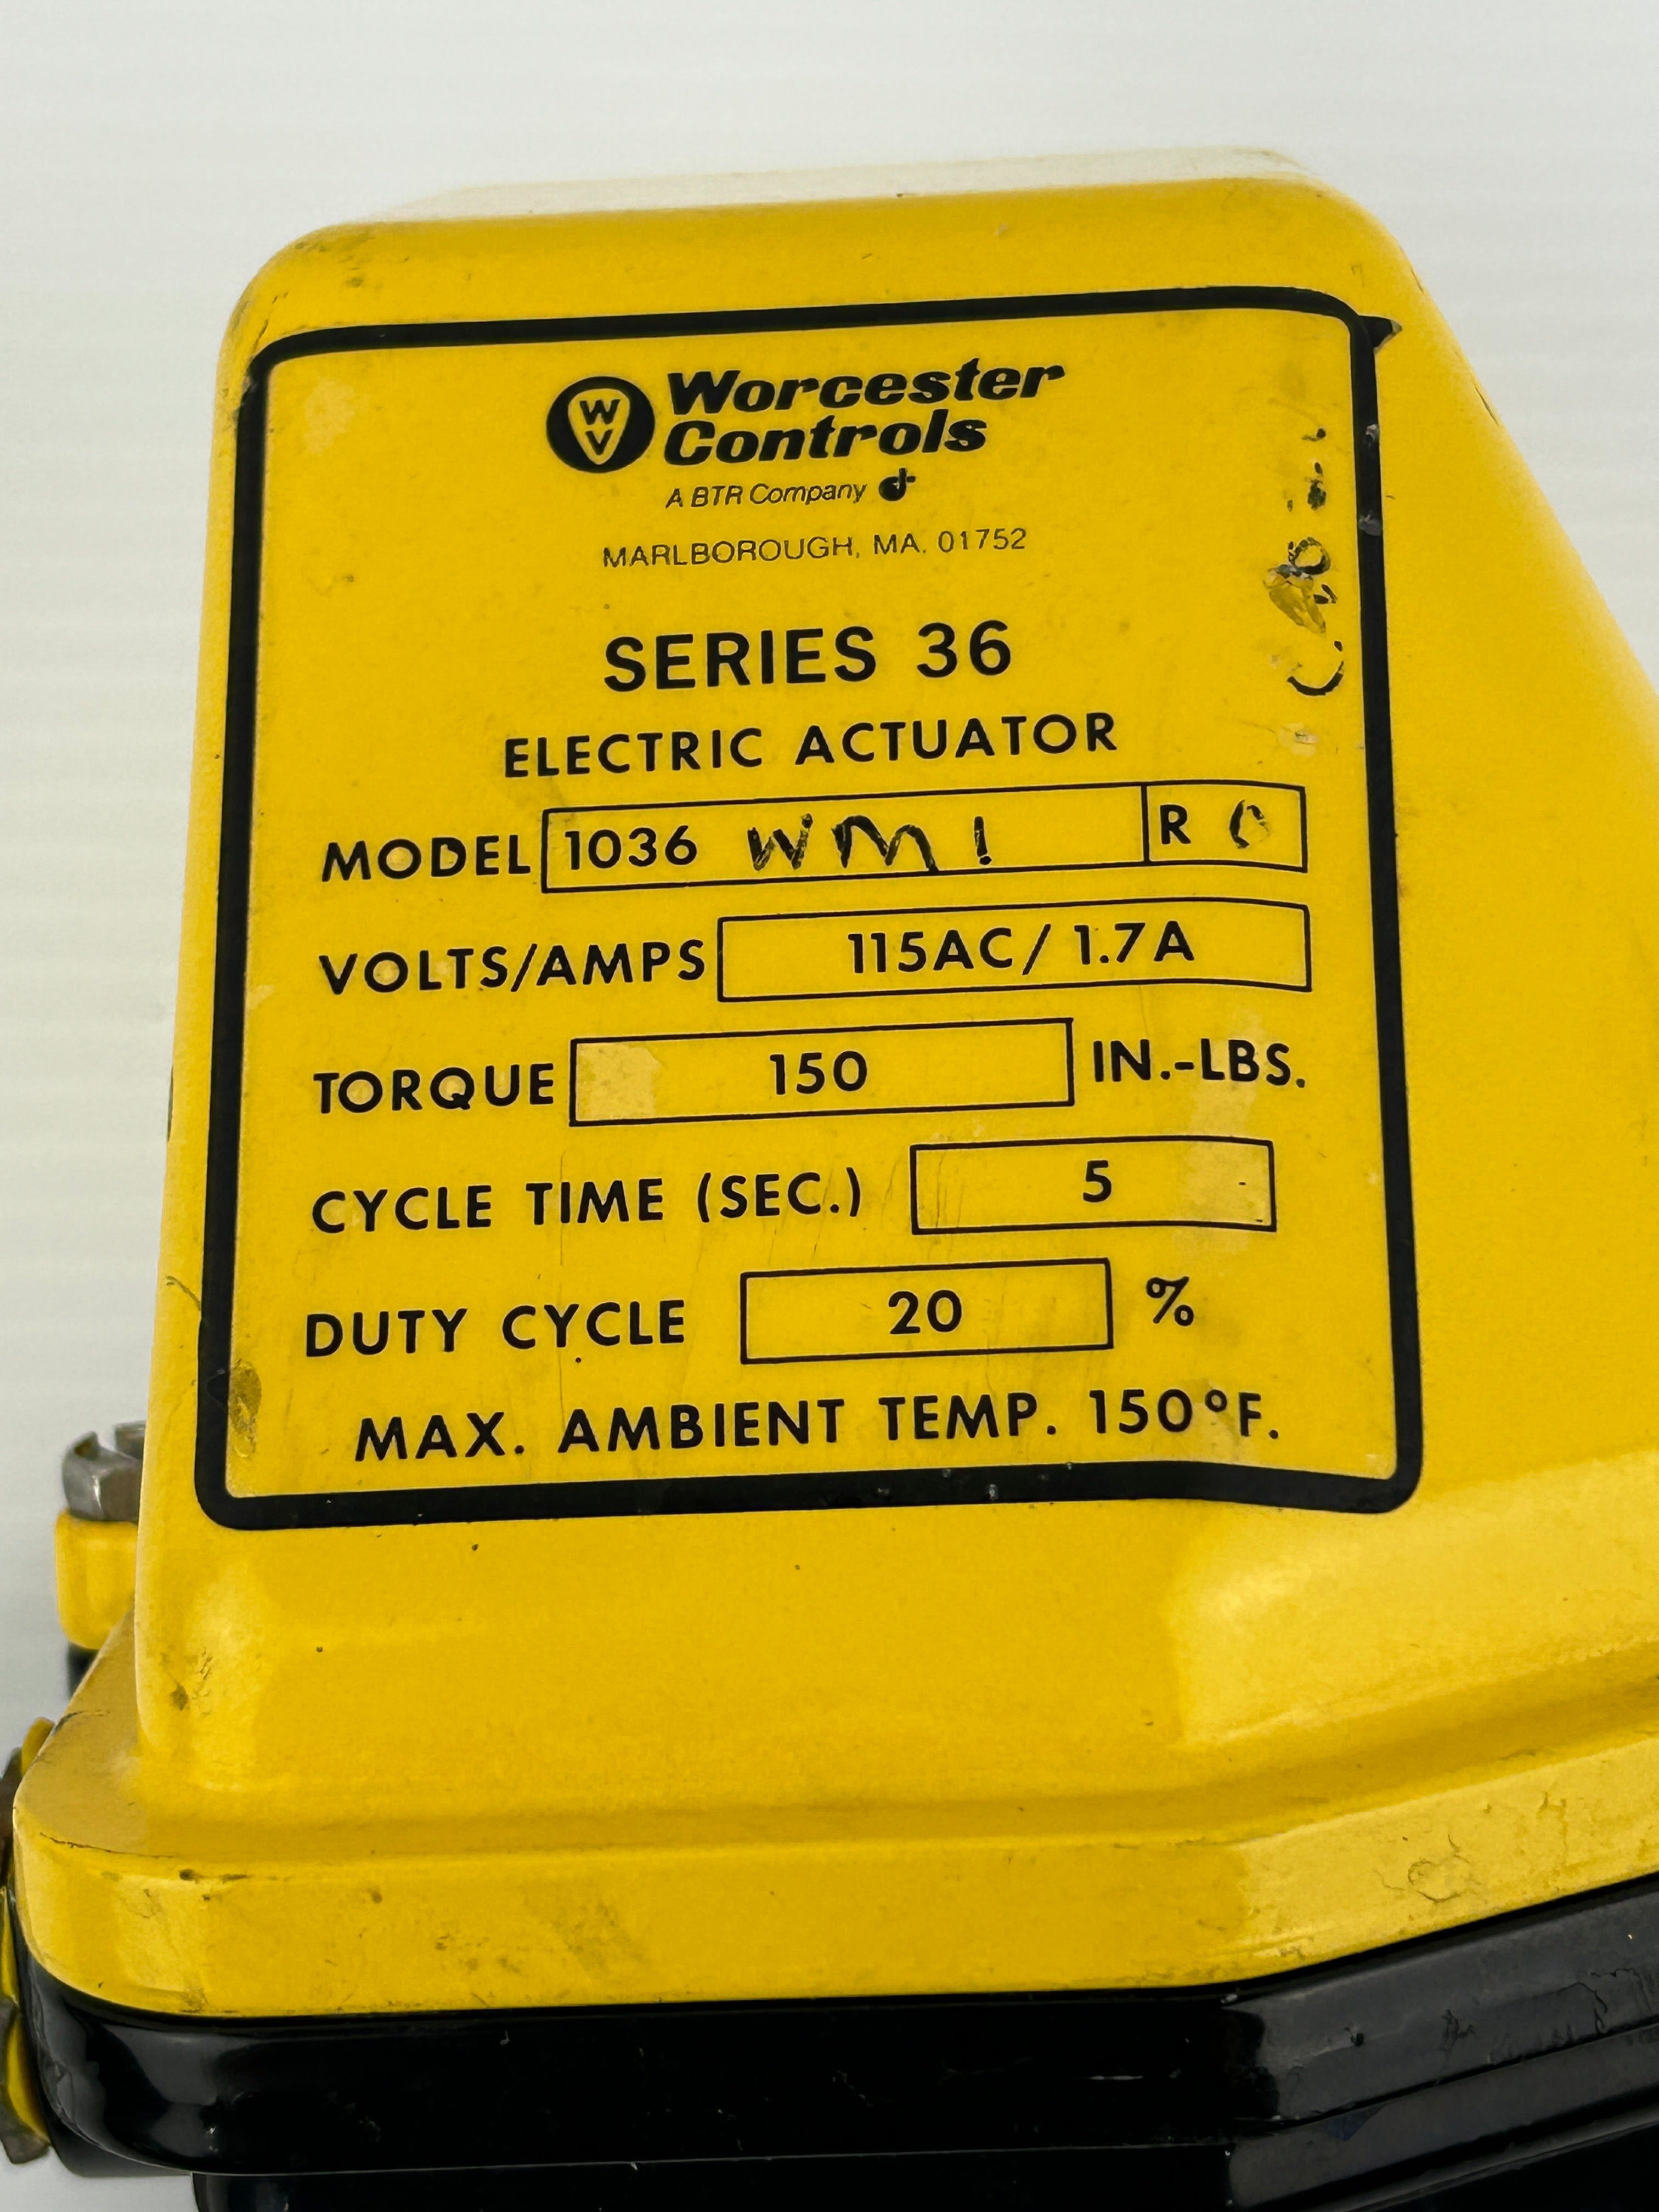 W
V
Worcester
Controls
A BTR Company
MARLBOROUGH, MA. 01752
SERIES 36
ELECTRIC ACTUATOR
MODEL 1036 WM1 R 0
VOLTS/AMPS 115AC/1.7A
TORQUE 150 IN.-LBS.
CYCLE TIME (SEC.) 5
DUTY CYCLE 20 %
MAX. AMBIENT TEMP. 150°F.